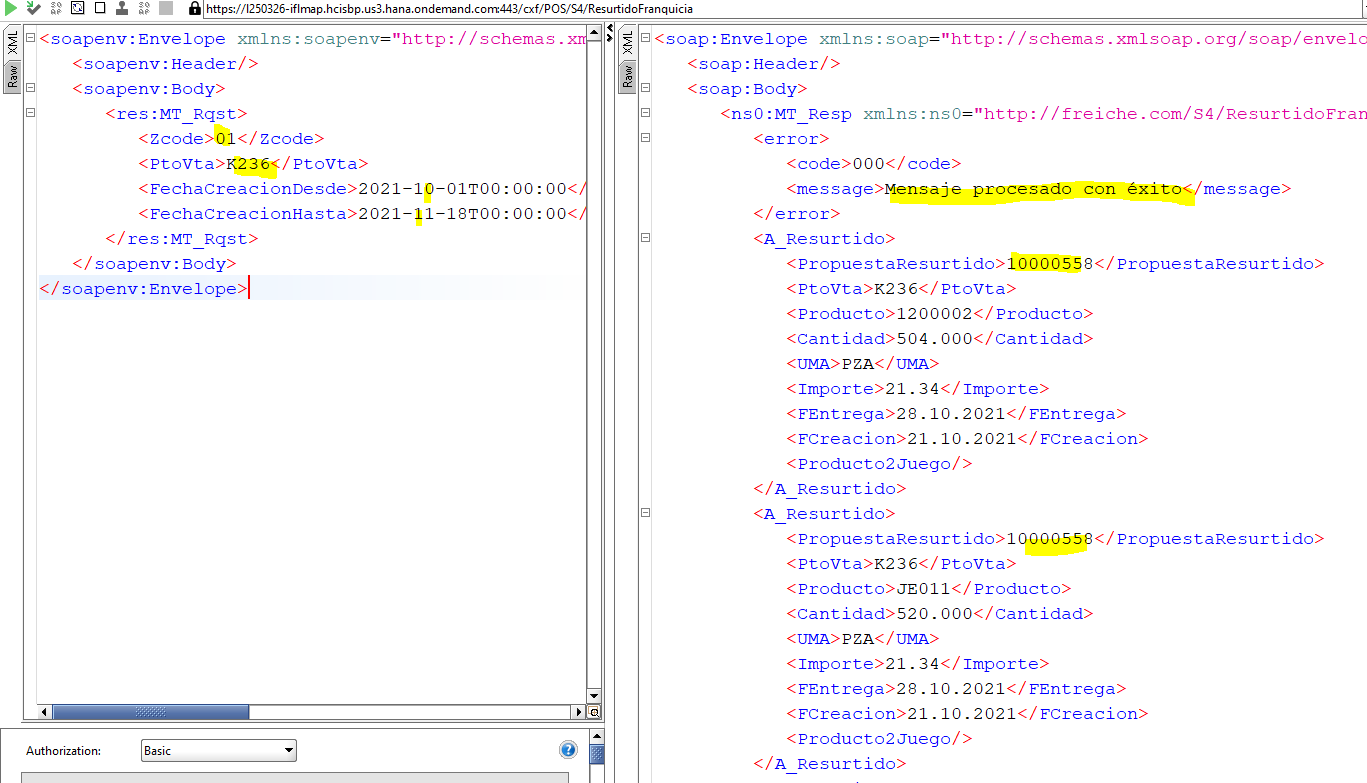 https://l250326-iflmap.hcisbp.us3.hana.ondemand.com:443/cxf/POS/S4/ResurtidoFranquicia
XML
Raw
<soapenv:Envelope xmlns:soapenv="http://schemas.xm
<soapenv:Header/>
<soapenv:Body>
<res:MT_Rqst>
<Zcode>01</Zcode>
<PtoVta>K236</PtoVta>
<FechaCreacionDesde>2021-10-01T00:00:00</
<FechaCreacionHasta>2021-11-18T00:00:00</
</res:MT_Rqst>
</soapenv:Body>
</soapenv:Envelope>
Authorization:
Basic
XML
Raw
<soap:Envelope xmlns:soap="http://schemas.xmlsoap.org/soap/envelo
<soap:Header/>
<soap:Body>
<ns0:MT_Resp xmlns:ns0="http://freiche.com/S4/ResurtidoFran
<error>
<code>000</code>
<message>Mensaje procesado con éxito</message>
</error>
<A_Resurtido>
<PropuestaResurtido>10000558</PropuestaResurtido>
<PtoVta>K236</PtoVta>
<Producto>1200002</Producto>
<Cantidad>504.000</Cantidad>
<UMA>PZA</UMA>
<Importe>21.34</Importe>
<FEntrega>28.10.2021</FEntrega>
<FCreacion>21.10.2021</FCreacion>
<Producto2Juego/>
</A_Resurtido>
<A_Resurtido>
<PropuestaResurtido>10000558</PropuestaResurtido>
<PtoVta>K236</PtoVta>
<Producto>JE011</Producto>
<Cantidad>520.000</Cantidad>
<UMA>PZA</UMA>
<Importe>21.34</Importe>
<FEntrega>28.10.2021</FEntrega>
<FCreacion>21.10.2021</FCreacion>
<Producto2Juego/>
</A_Resurtido>